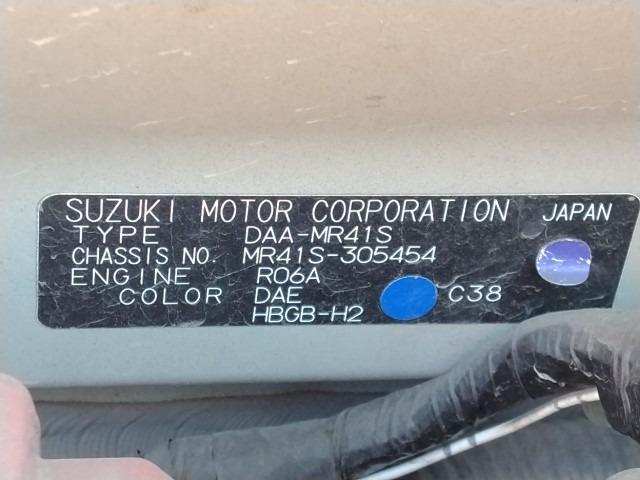 SUZUKI MOTOR CORPORATION JAPAN
TYPE DAA-MR41S
CHASSIS NO. MR41S-305454
ENGINE R06A
COLOR DAE C38
HBGB-H2